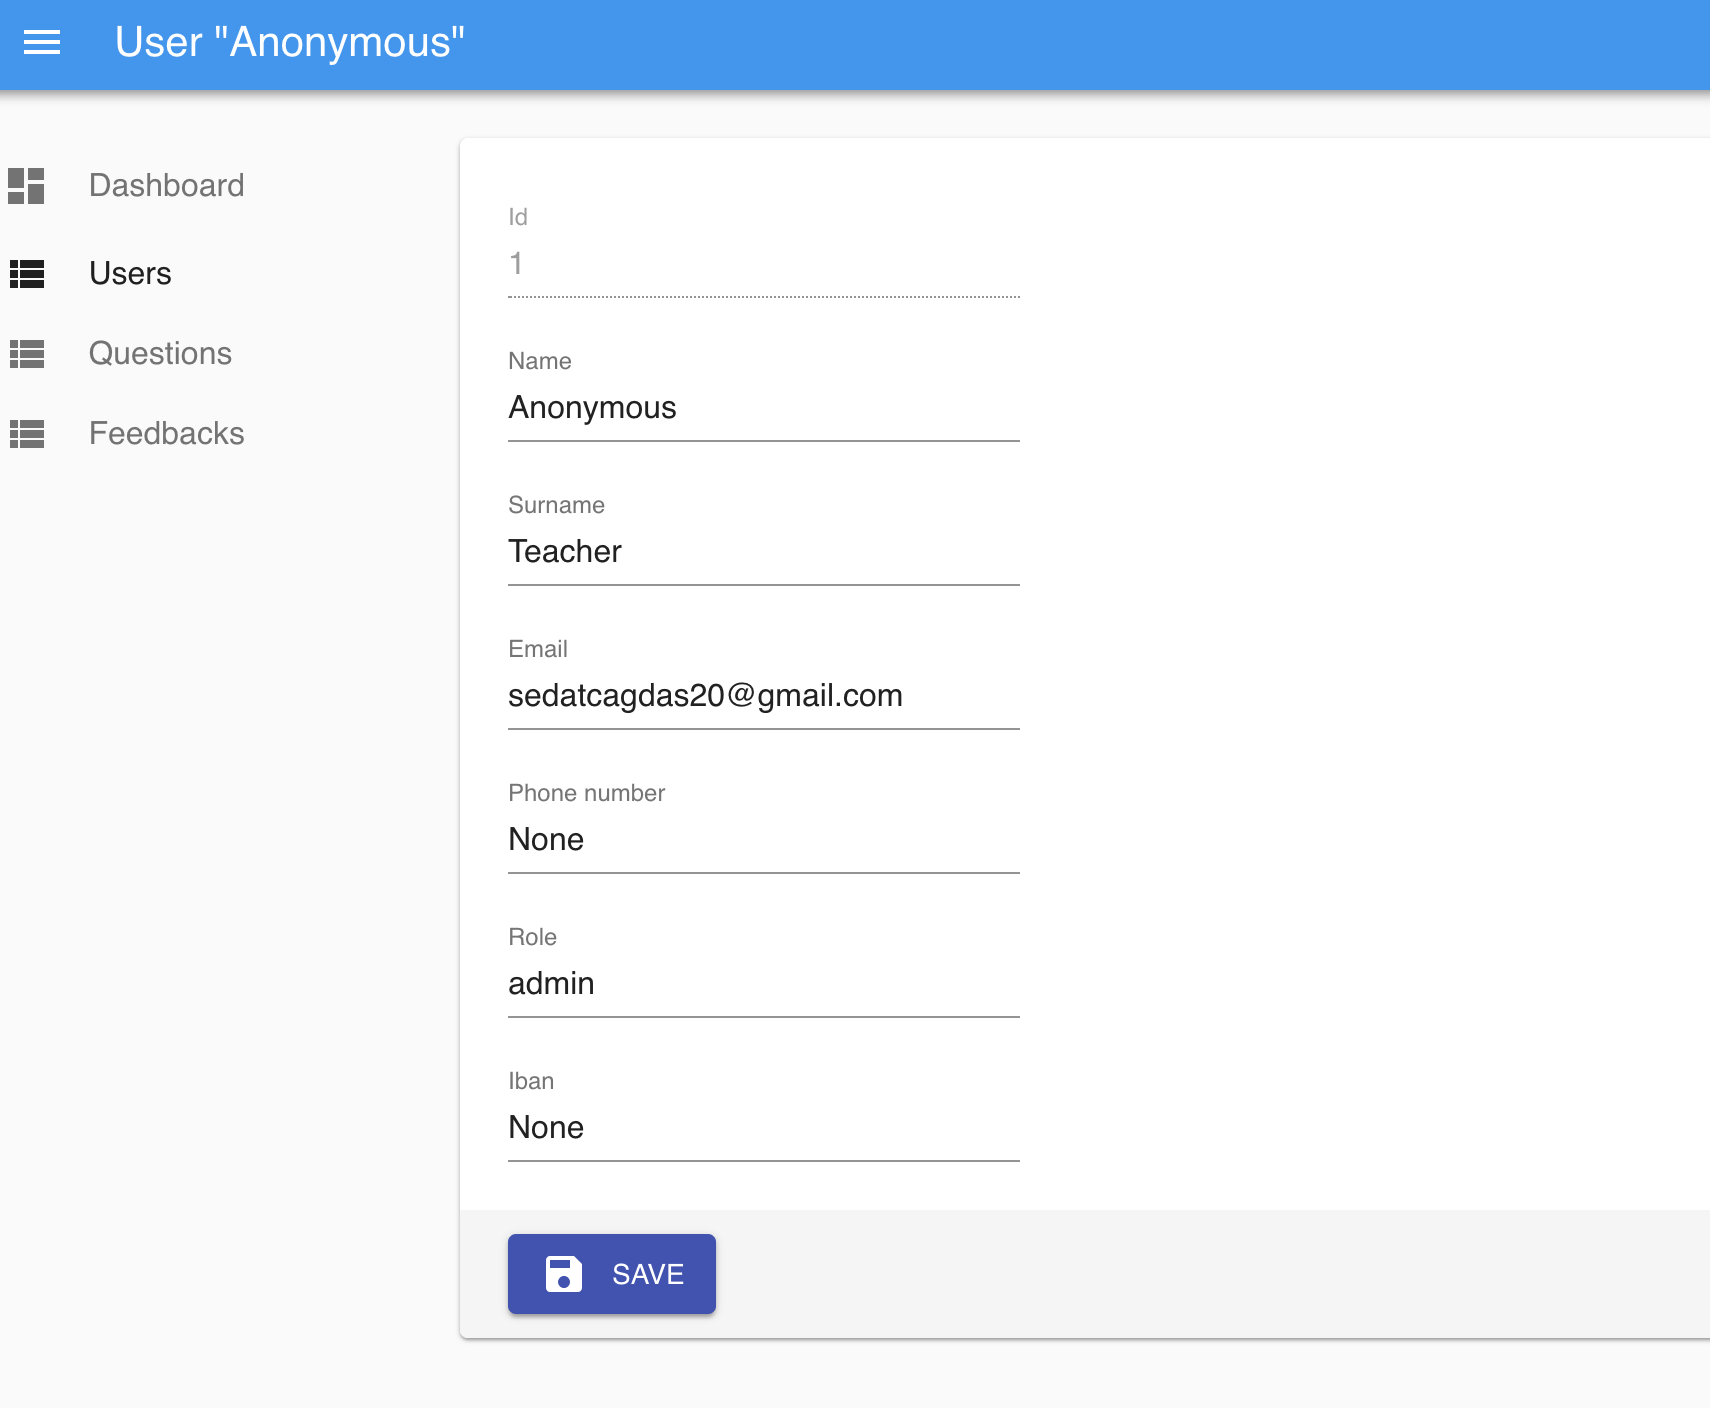 User "Anonymous"
Dashboard
Users
Questions
Feedbacks
Id
1
Name
Anonymous
Surname
Teacher
Email
sedatcagdas20@gmail.com
Phone number
None
Role
admin
Iban
None
SAVE